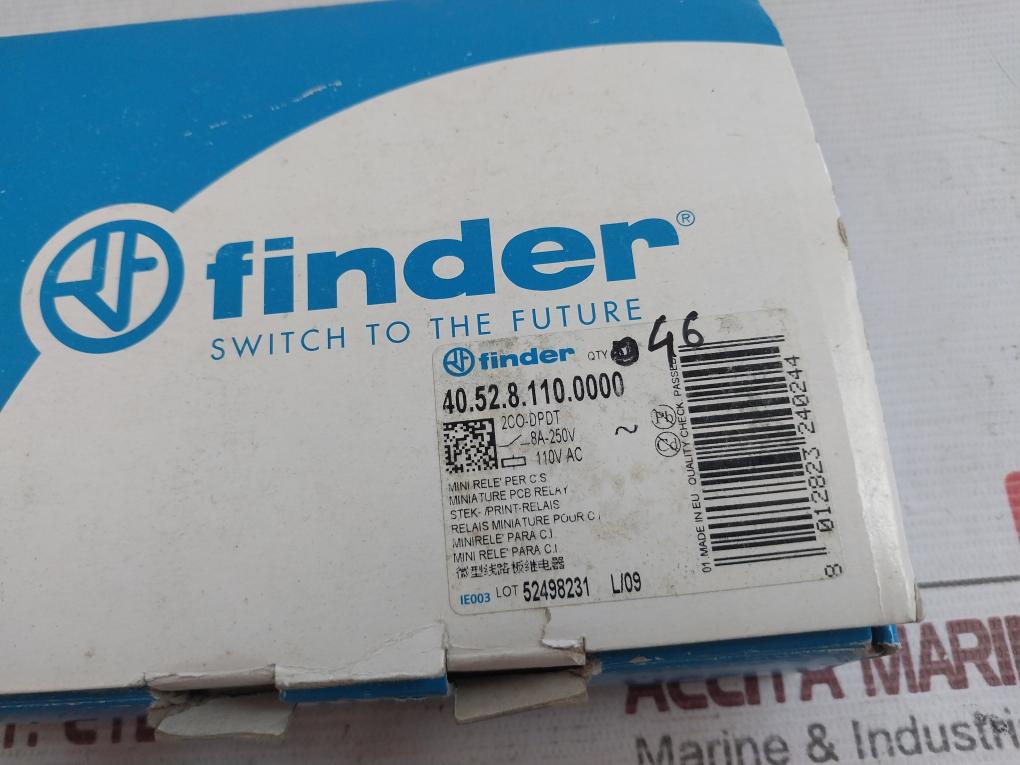 finder®
SWITCH TO THE FUTURE
finder QTY 46
40.52.8.110.0000
2CO-DPDT
8A-250V ~
110V AC
MINI RELE' PER C.S.
MINIATURE PCB RELAY
STEK- /PRINT-RELAIS
RELAIS MINIATURE POUR C.I
MINIRELE' PARA C.I.
MINI RELE' PARA C.I.
微型线路板继电器
IE003 LOT 52498231 L/09
01 MADE IN EU QUALITY CHECK PASSED
8 012823 240244
ACCITA MARIN
Marine & Industri